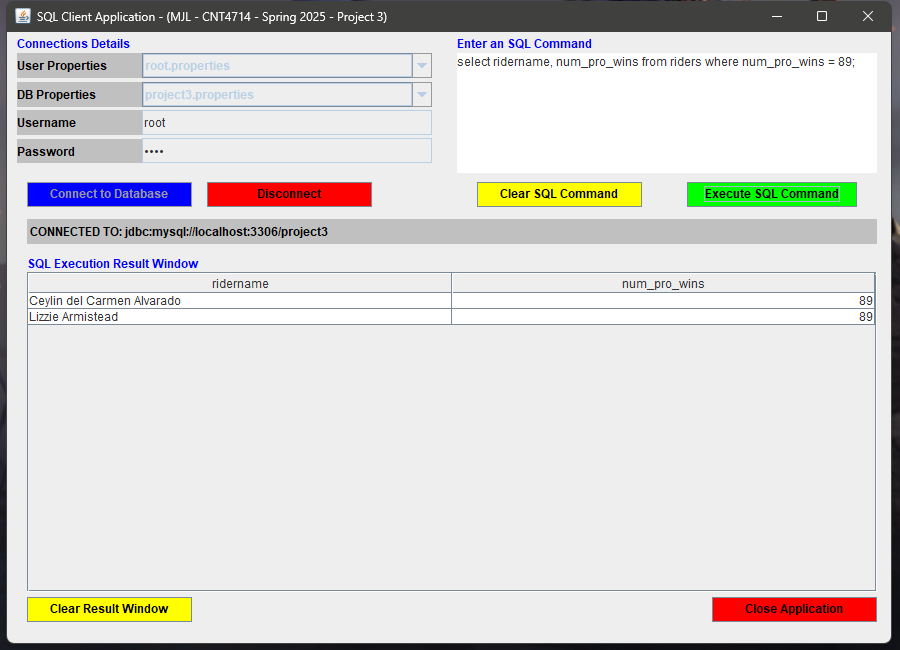 SQL Client Application - (MJL - CNT4714 - Spring 2025 - Project 3)
Connections Details
User Properties
root.properties
DB Properties
project3.properties
Username
root
Password
••••
Enter an SQL Command
select ridername, num_pro_wins from riders where num_pro_wins = 89;
Connect to Database
Disconnect
Clear SQL Command
Execute SQL Command
CONNECTED TO: jdbc:mysql://localhost:3306/project3
SQL Execution Result Window
ridername num_pro_wins
Ceylin del Carmen Alvarado 89
Lizzie Armistead 89
Clear Result Window
Close Application